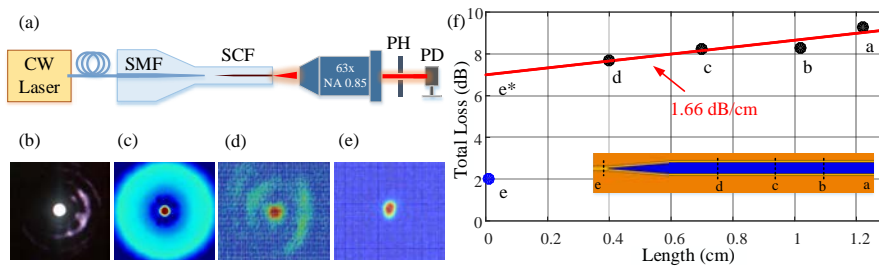 (a)
CW
Laser
SMF
SCF
63x
NA 0.85
PH
PD
(b)
(c)
(d)
(e)
(f)
10
8
6
4
2
0
Total Loss (dB)
e*
d
c
b
a
1.66 dB/cm
e
e
d
c
b
a
0
0.2
0.4
0.6
0.8
1
1.2
Length (cm)